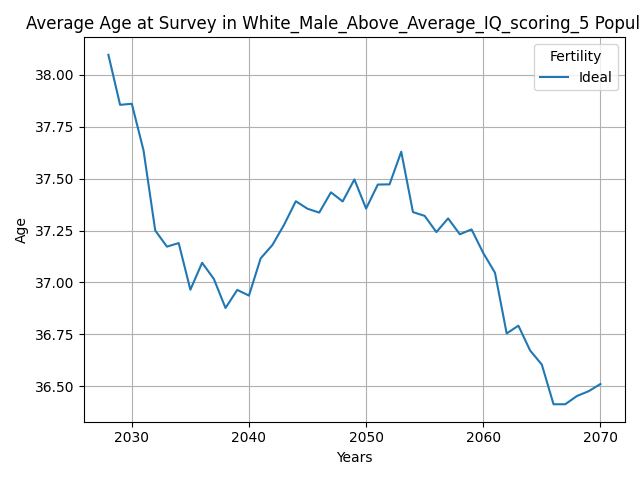 Average Age at Survey in White_Male_Above_Average_IQ_scoring_5 Popul
Fertility
Ideal
38.00
37.75
37.50
37.25
37.00
36.75
36.50
Age
2030 2040 2050 2060 2070
Years